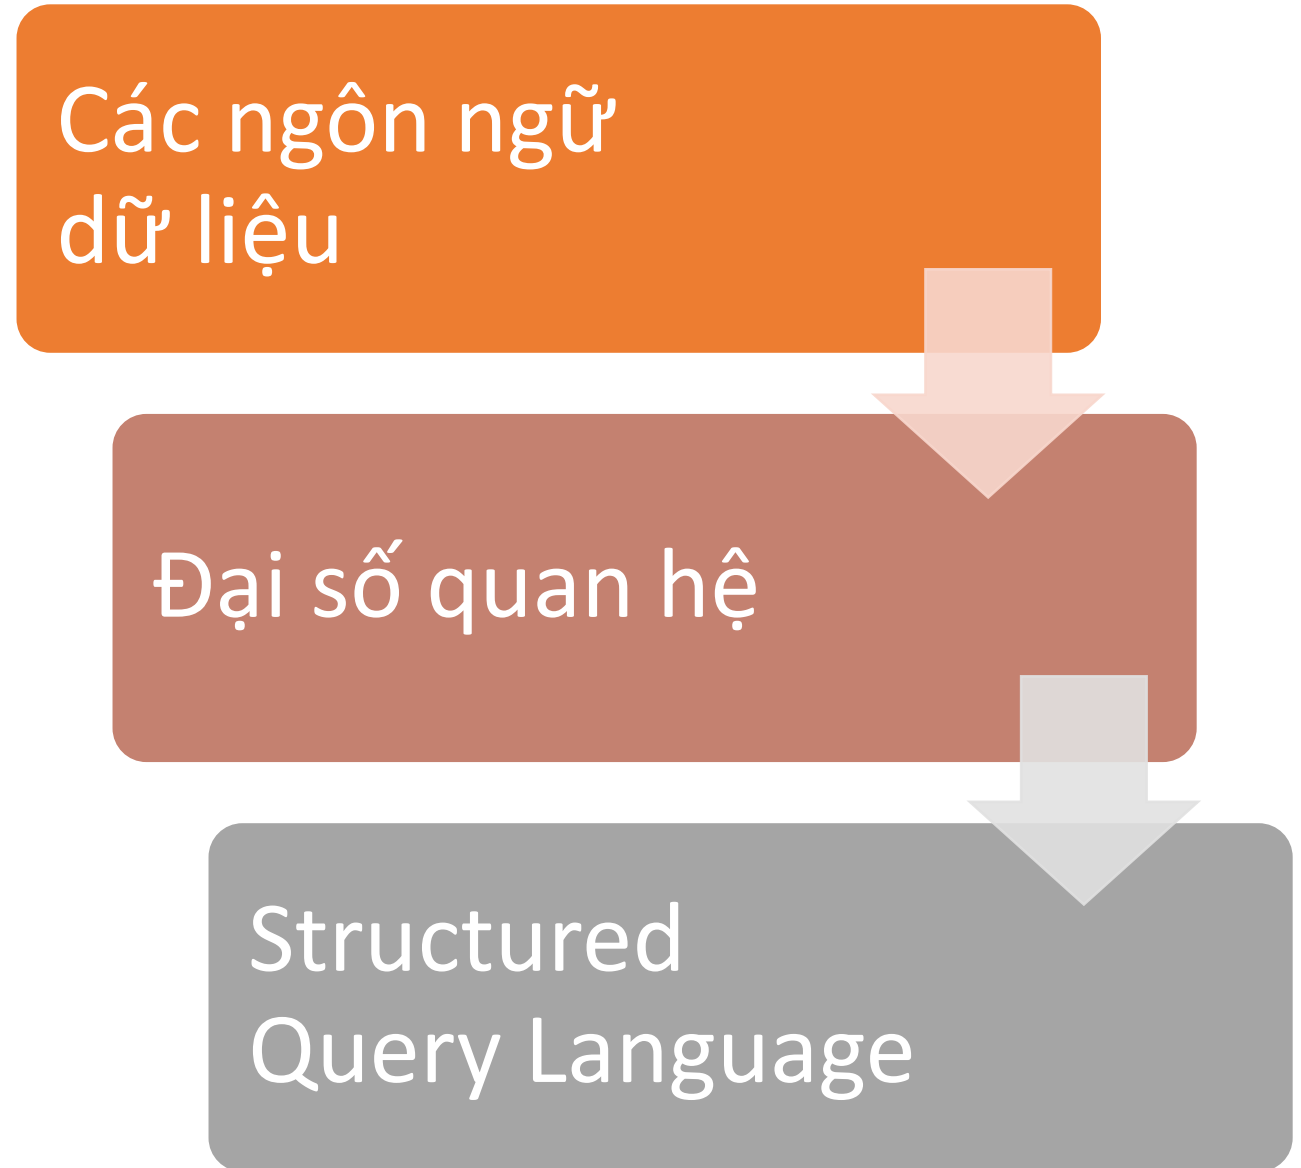 Các ngôn ngữ
dữ liệu
Đại số quan hệ
Structured
Query Language